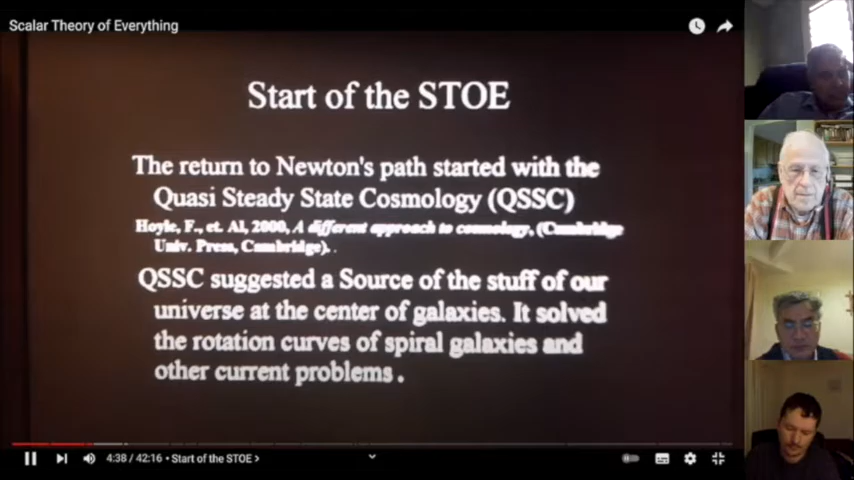 Scalar Theory of Everything
Start of the STOE
The return to Newton's path started with the
Quasi Steady State Cosmology (QSSC)
Hoyle, F., et. Al, 2000, A different approach to cosmology, (Cambridge
Univ. Press, Cambridge). .
QSSC suggested a Source of the stuff of our
universe at the center of galaxies. It solved
the rotation curves of spiral galaxies and
other current problems .
4:38 / 42:16 • Start of the STOE >